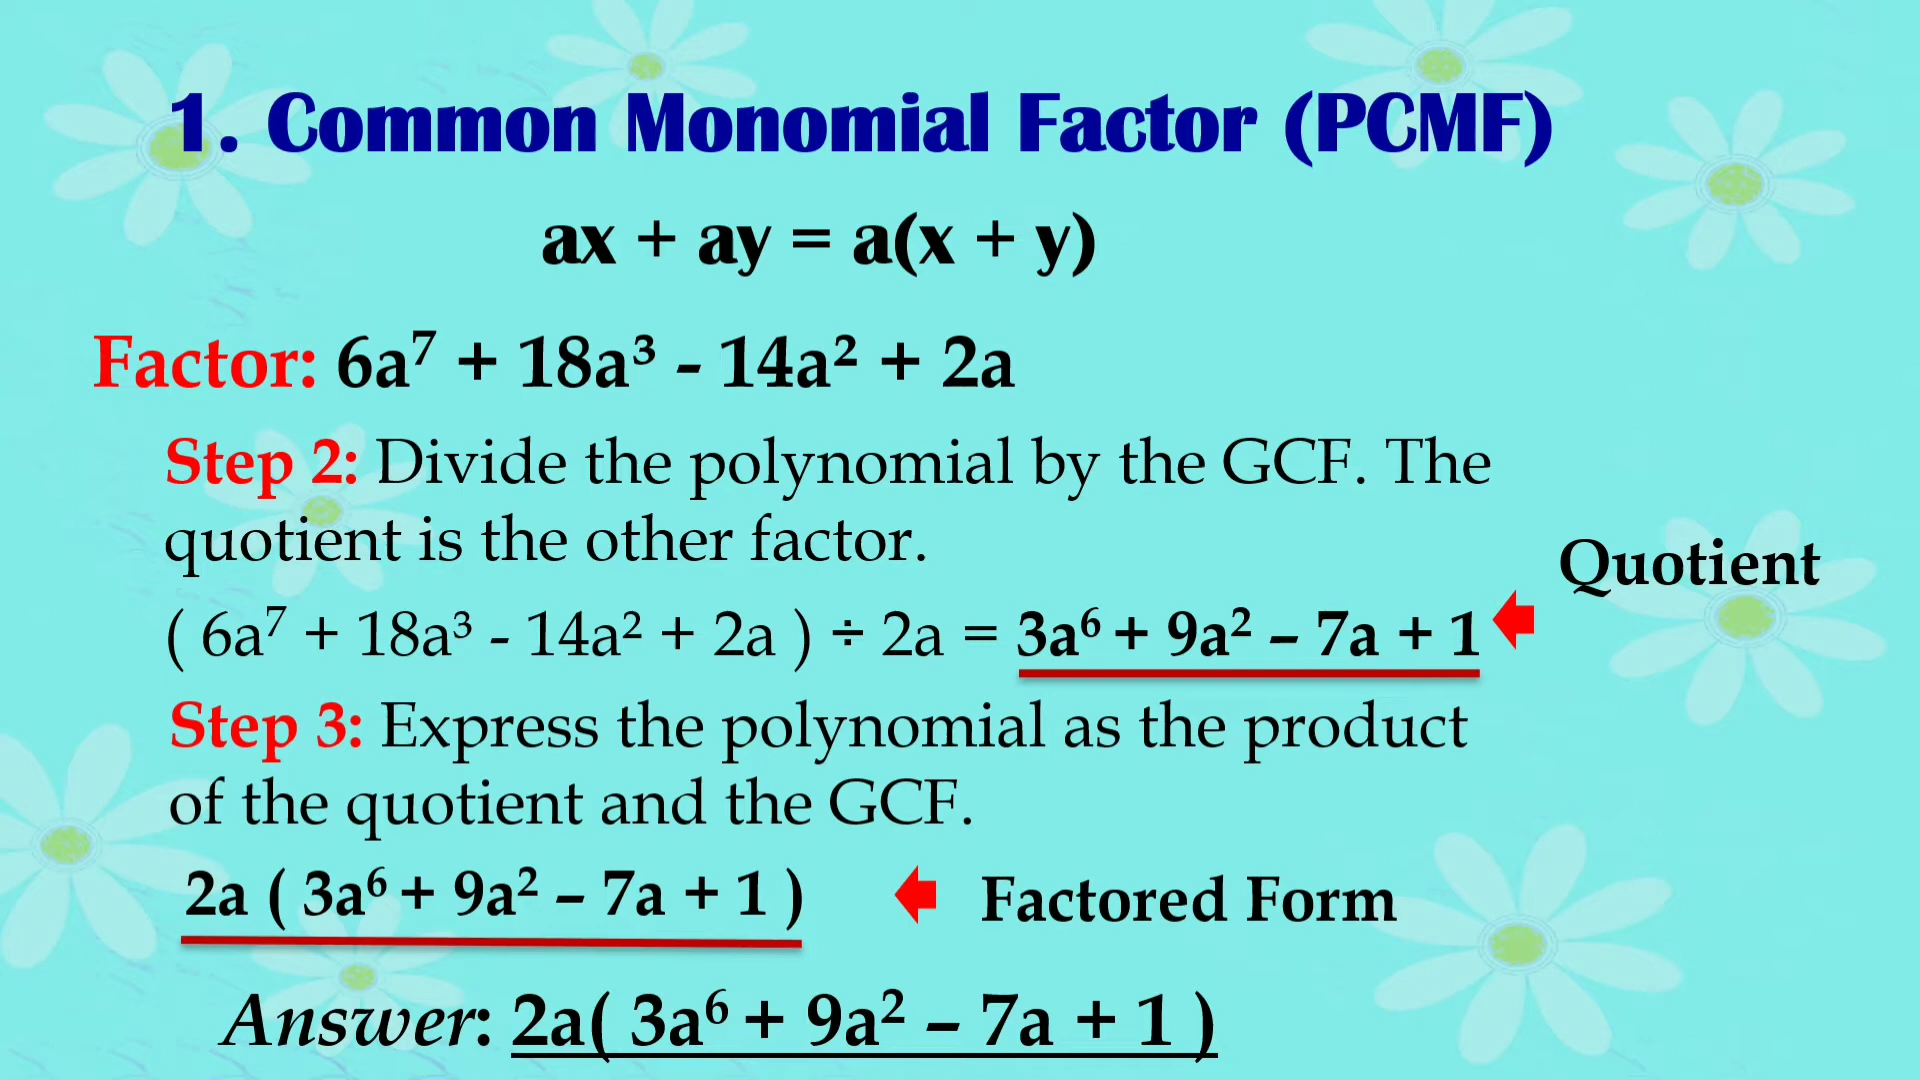 1. Common Monomial Factor (PCMF)
ax + ay = a(x + y)
Factor: 6a⁷ + 18a³ - 14a² + 2a
Step 2: Divide the polynomial by the GCF. The
quotient is the other factor.
Quotient
( 6a⁷ + 18a³ - 14a² + 2a ) ÷ 2a = 3a⁶ + 9a² – 7a + 1
Step 3: Express the polynomial as the product
of the quotient and the GCF.
2a ( 3a⁶ + 9a² – 7a + 1 ) Factored Form
Answer: 2a( 3a⁶ + 9a² – 7a + 1 )